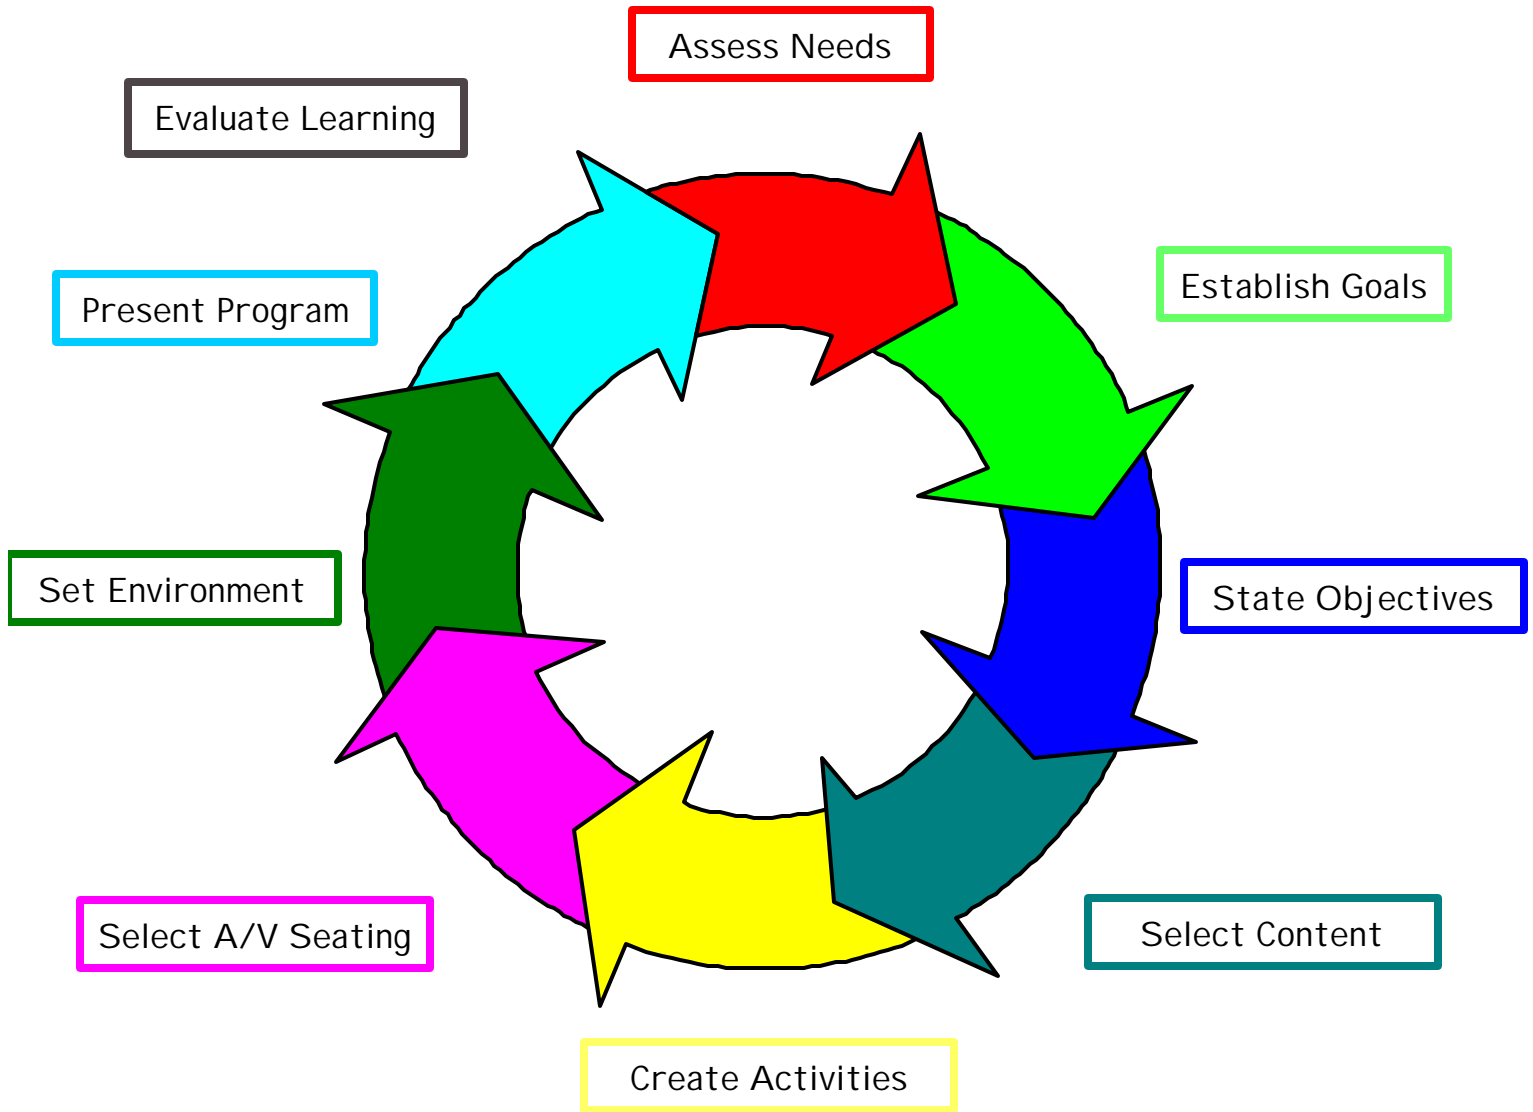 Assess Needs
Evaluate Learning
Establish Goals
Present Program
Set Environment
State Objectives
Select A/V Seating
Select Content
Create Activities